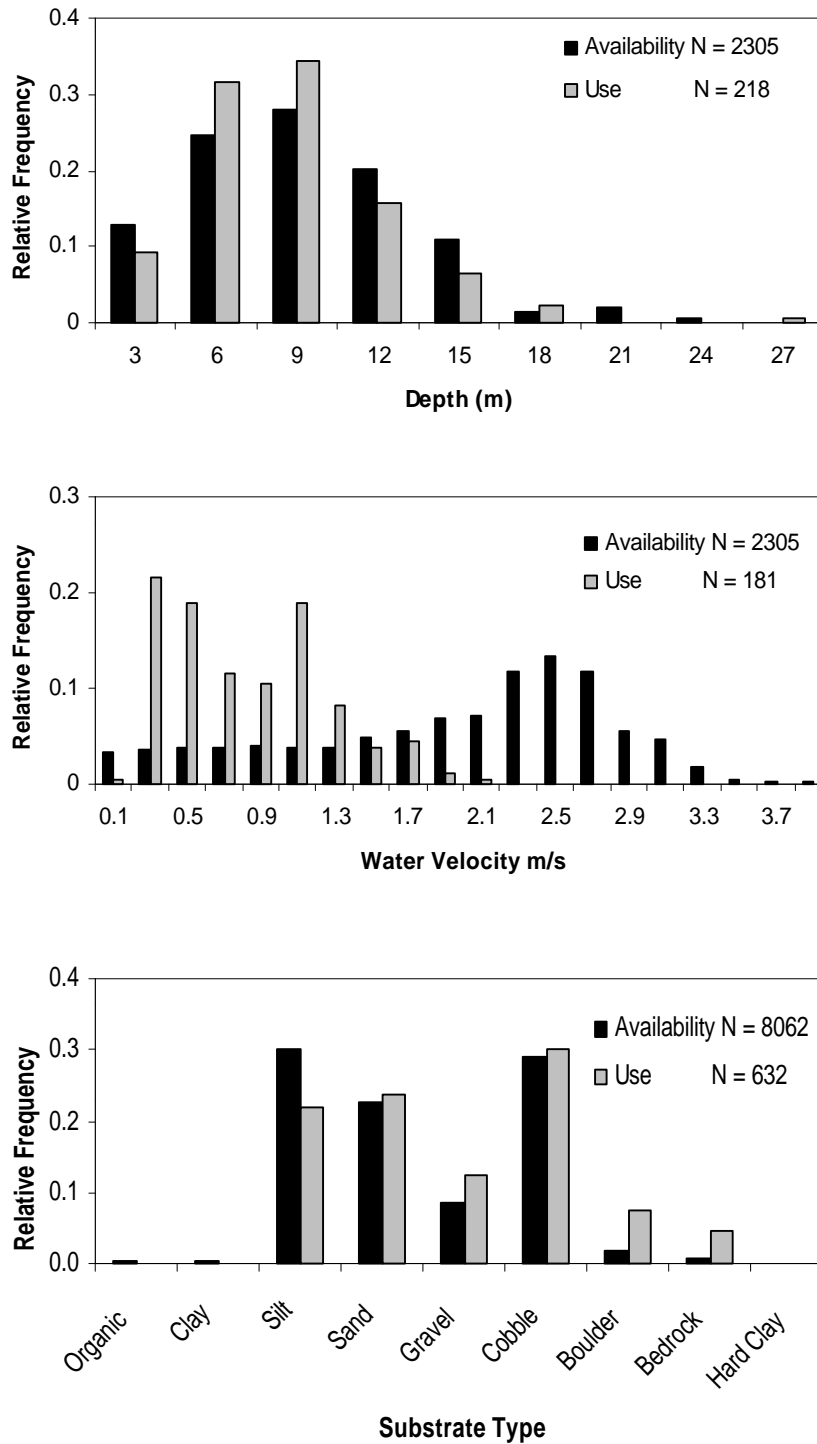 Availability N = 2305
Use N = 218
0.4
0.3
0.2
0.1
0
Relative Frequency
3 6 9 12 15 18 21 24 27
Depth (m)
0.3
0.2
0.1
0
Relative Frequency
Availability N = 2305
Use N = 181
0.1 0.5 0.9 1.3 1.7 2.1 2.5 2.9 3.3 3.7
Water Velocity m/s
0.4
0.3
0.2
0.1
0.0
Relative Frequency
Availability N = 8062
Use N = 632
Organic Clay Silt Sand Gravel Cobble Boulder Bedrock Hard Clay
Substrate Type